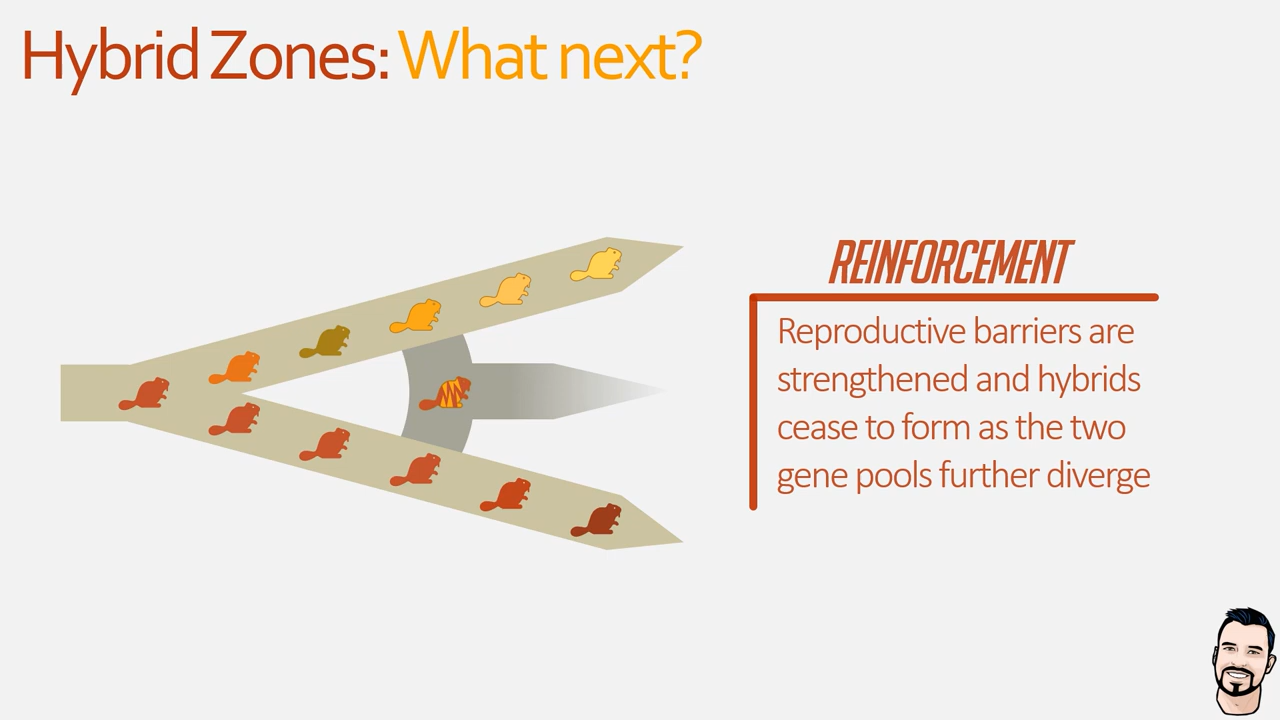 Hybrid Zones: What next?
REINFORCEMENT
Reproductive barriers are
strengthened and hybrids
cease to form as the two
gene pools further diverge